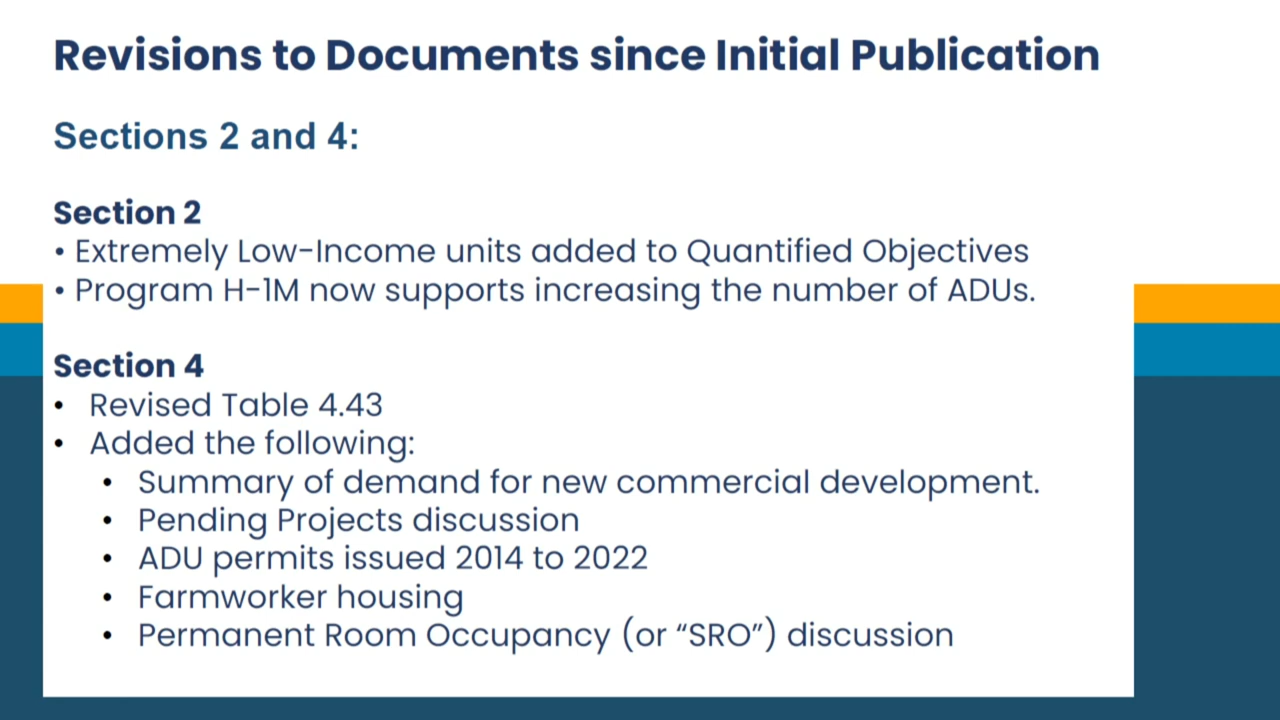 Revisions to Documents since Initial Publication
Sections 2 and 4:
Section 2
• Extremely Low-Income units added to Quantified Objectives
• Program H-1M now supports increasing the number of ADUs.
Section 4
• Revised Table 4.43
• Added the following:
• Summary of demand for new commercial development.
• Pending Projects discussion
• ADU permits issued 2014 to 2022
• Farmworker housing
• Permanent Room Occupancy (or “SRO”) discussion